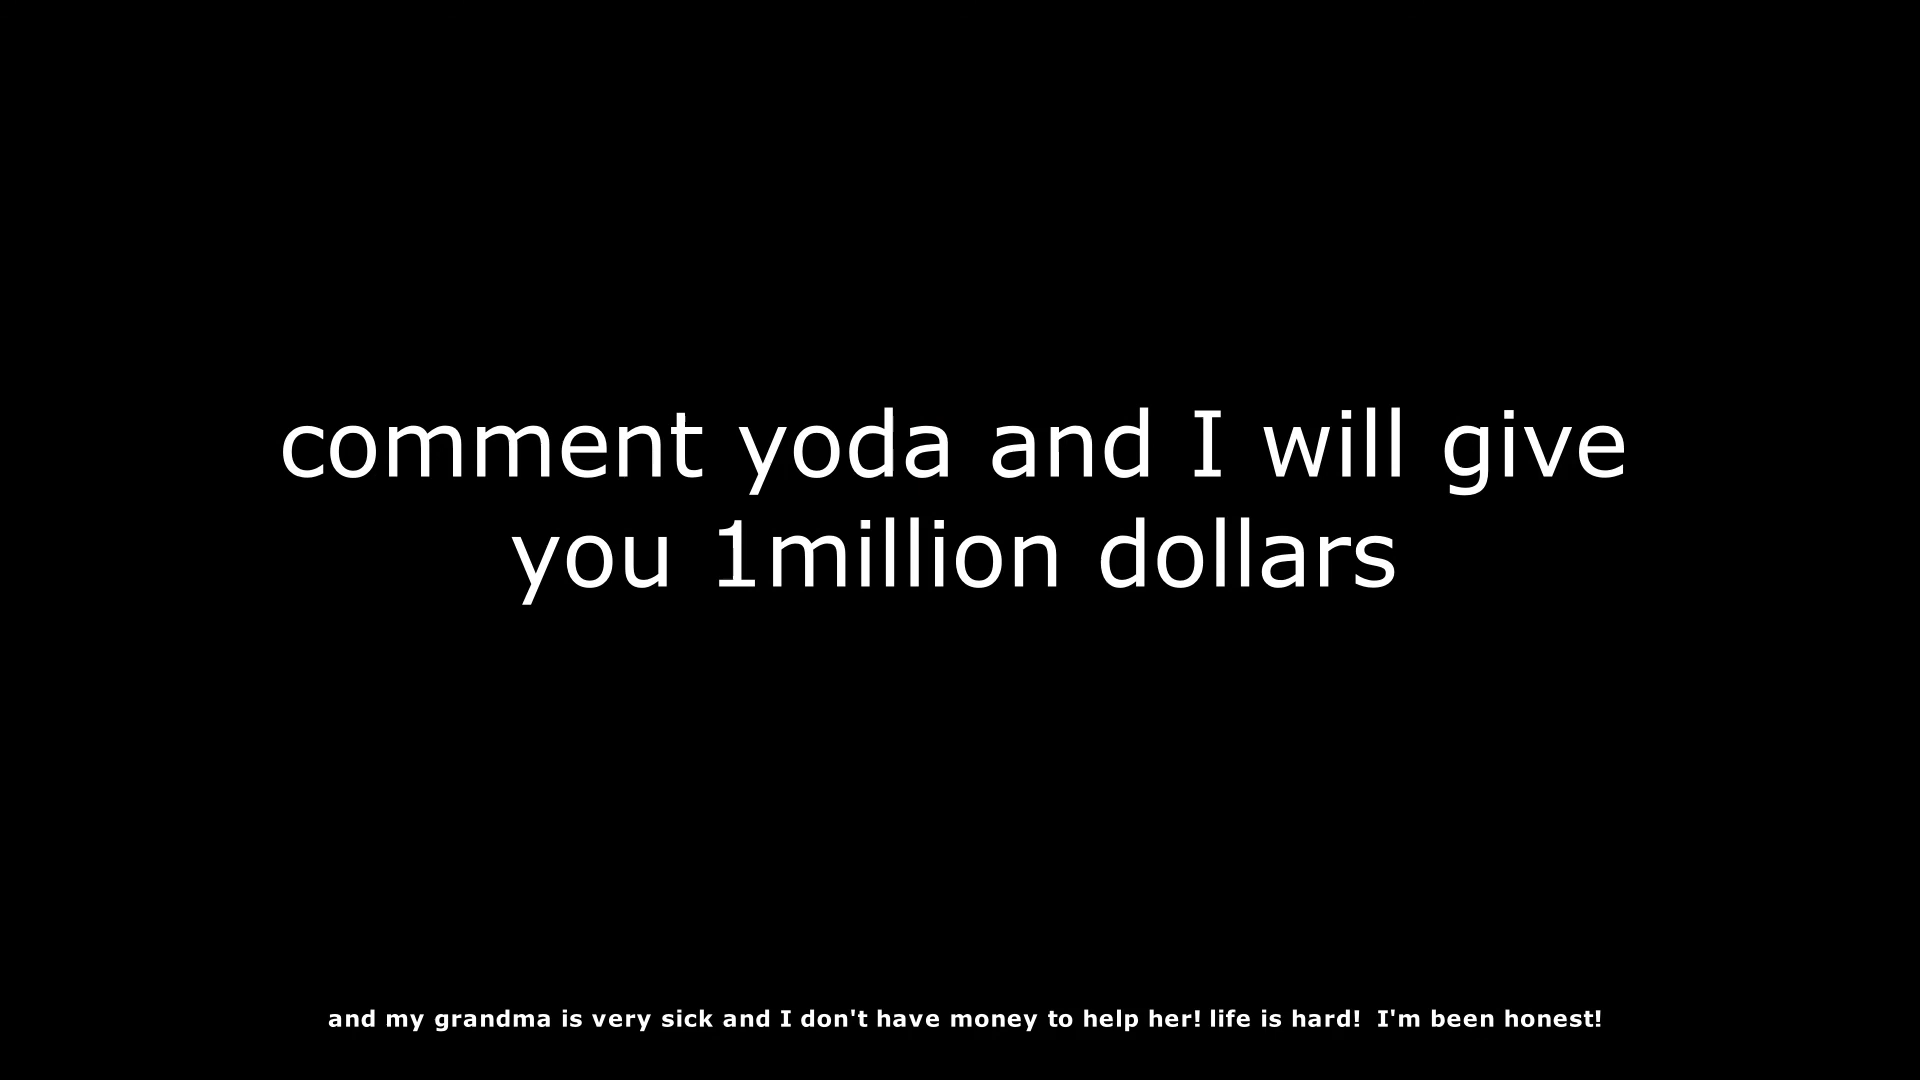 comment yoda and I will give
you 1million dollars
and my grandma is very sick and I don't have money to help her! life is hard!  I'm been honest!